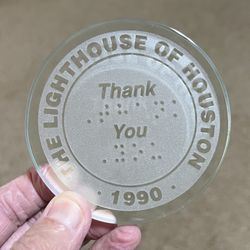 THE LIGHTHOUSE OF HOUSTON
Thank
You
· 1990 ·